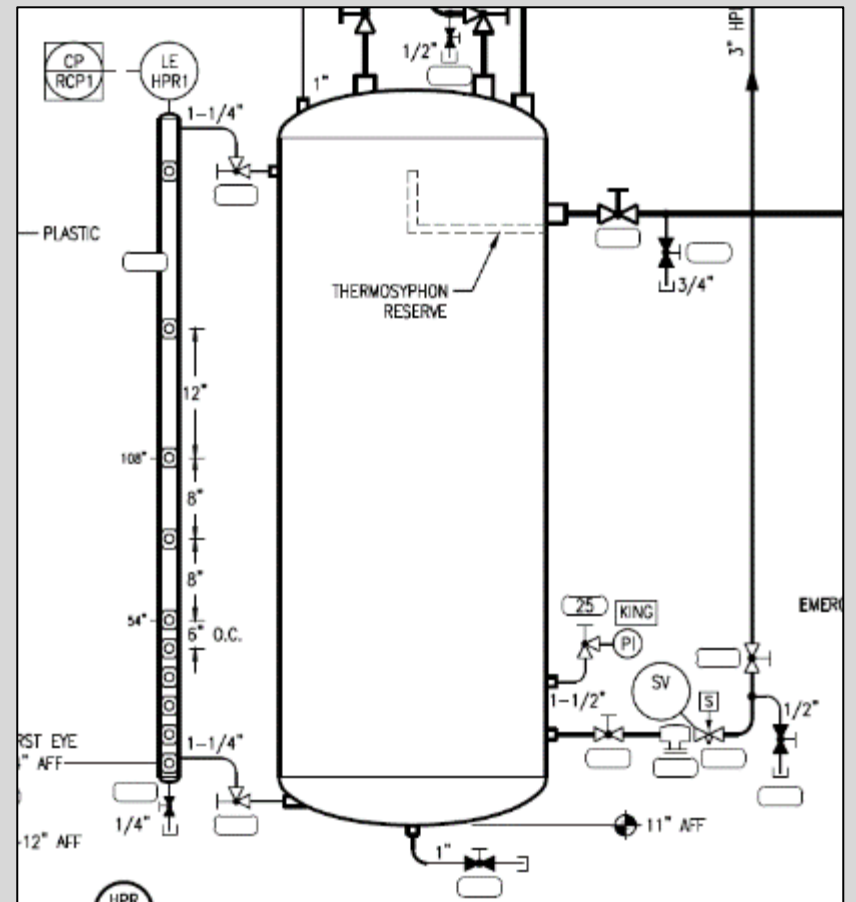 CP
RCP1
LE
HPR1
1-1/4"
1"
1/2"
3" HP
PLASTIC
THERMOSYPHON
RESERVE
3/4"
12"
108"
8"
8"
54"
6" O.C.
25
KING
PI
1-1/2"
SV
S
1/2"
EMER
RST EYE
" AFF
1-1/4"
1/4"
-12" AFF
11" AFF
1"
HPR